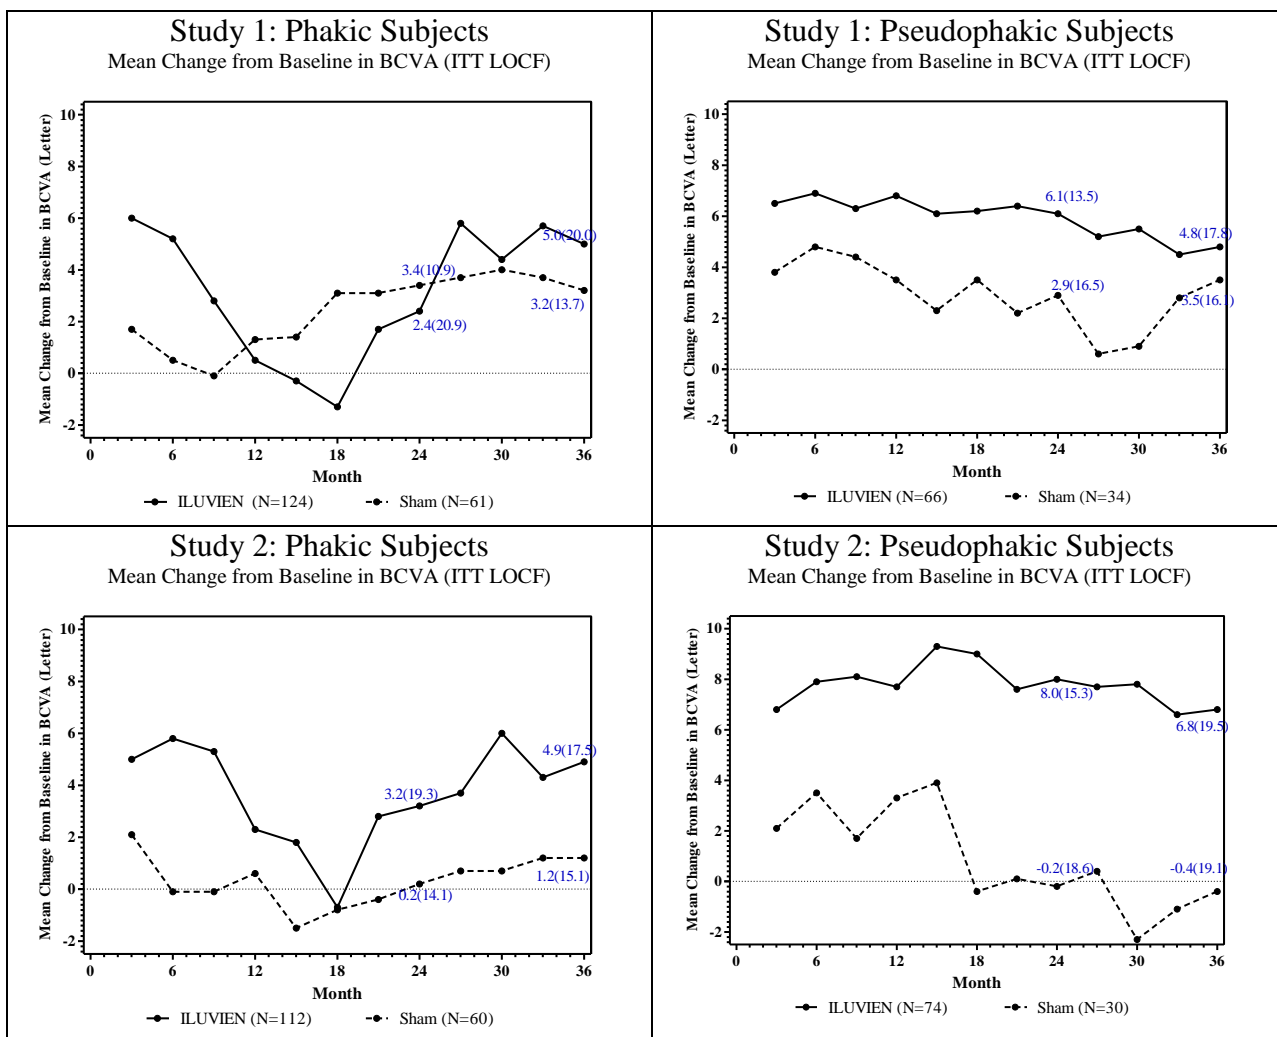 Study 1: Phakic Subjects
Mean Change from Baseline in BCVA (ITT LOCF)
Mean Change from Baseline in BCVA (Letter)
10
8
6
4
2
0
-2
5.0(20.0)
3.4(10.9)
3.2(13.7)
2.4(20.9)
0 6 12 18 24 30 36
Month
ILUVIEN (N=124) Sham (N=61)
Study 1: Pseudophakic Subjects
Mean Change from Baseline in BCVA (ITT LOCF)
Mean Change from Baseline in BCVA (Letter)
10
8
6
4
2
0
-2
6.1(13.5)
4.8(17.8)
2.9(16.5)
3.5(16.1)
0 6 12 18 24 30 36
Month
ILUVIEN (N=66) Sham (N=34)
Study 2: Phakic Subjects
Mean Change from Baseline in BCVA (ITT LOCF)
Mean Change from Baseline in BCVA (Letter)
10
8
6
4
2
0
-2
4.9(17.5)
3.2(19.3)
1.2(15.1)
0.2(14.1)
0 6 12 18 24 30 36
Month
ILUVIEN (N=112) Sham (N=60)
Study 2: Pseudophakic Subjects
Mean Change from Baseline in BCVA (ITT LOCF)
Mean Change from Baseline in BCVA (Letter)
10
8
6
4
2
0
-2
8.0(15.3)
6.8(19.5)
-0.2(18.6)
-0.4(19.1)
0 6 12 18 24 30 36
Month
ILUVIEN (N=74) Sham (N=30)